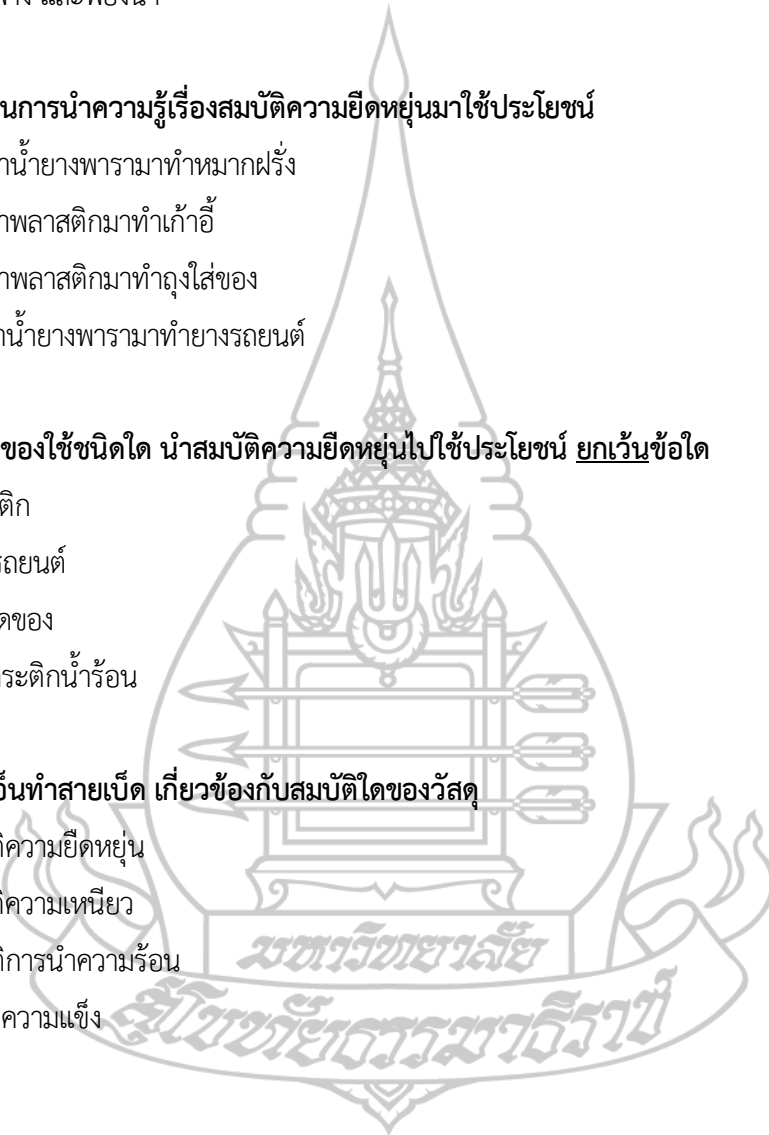 นการนำความรู้เรื่องสมบัติความยืดหยุ่นมาใช้ประโยชน์
าน้ำยางพารามาทำหมากฝรั่ง
าพลาสติกมาทำเก้าอี้
าพลาสติกมาทำถุงใส่ของ
าน้ำยางพารามาทำยางรถยนต์
ของใช้ชนิดใด นำสมบัติความยืดหยุ่นไปใช้ประโยชน์ ยกเว้นข้อใด
ติก
รถยนต์
ดของ
กระติกน้ำร้อน
อ็นทำสายเบ็ด เกี่ยวข้องกับสมบัติใดของวัสดุ
ติความยืดหยุ่น
ติความเหนียว
ติการนำความร้อน
ความแข็ง
มหาวิทยาลัย
สุโขทัยธรรมาธิราช